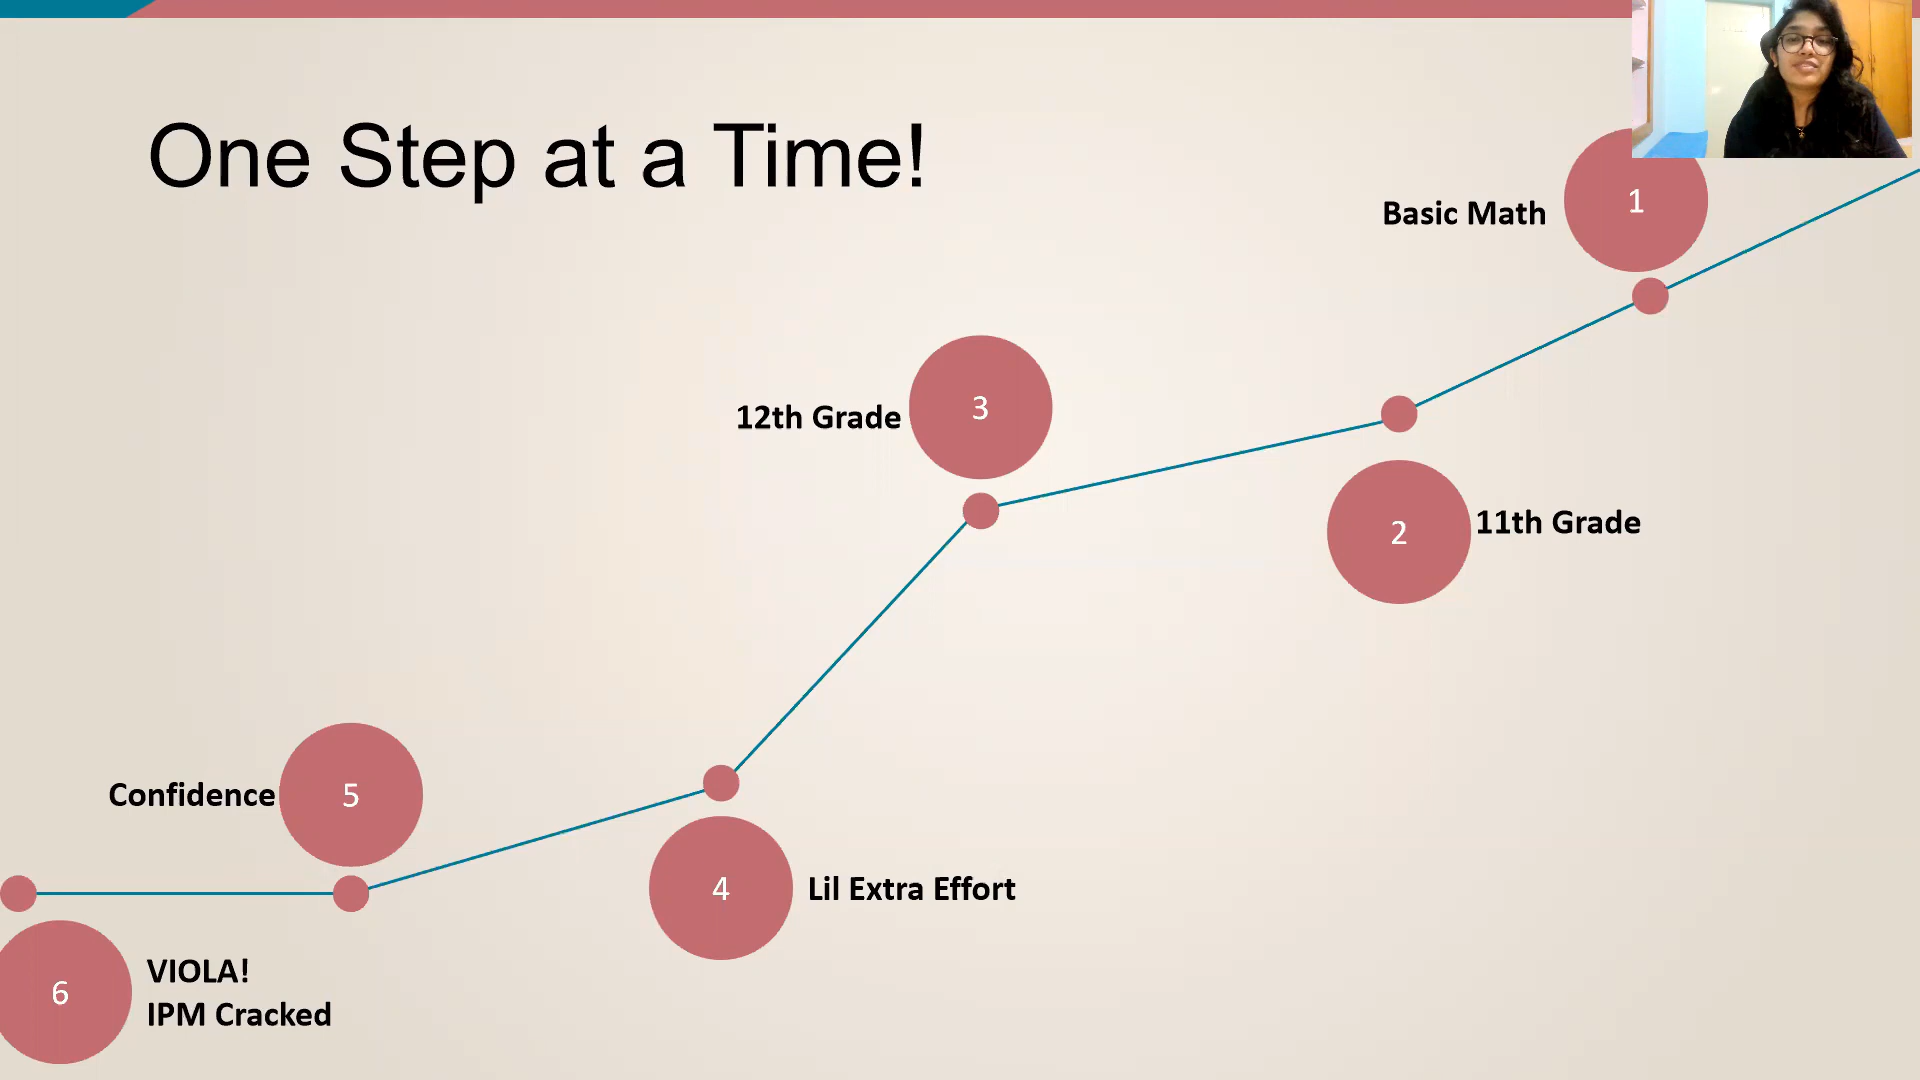 One Step at a Time!
Basic Math
1
3
12th Grade
2
11th Grade
Confidence
5
4
Lil Extra Effort
6
VIOLA!
IPM Cracked